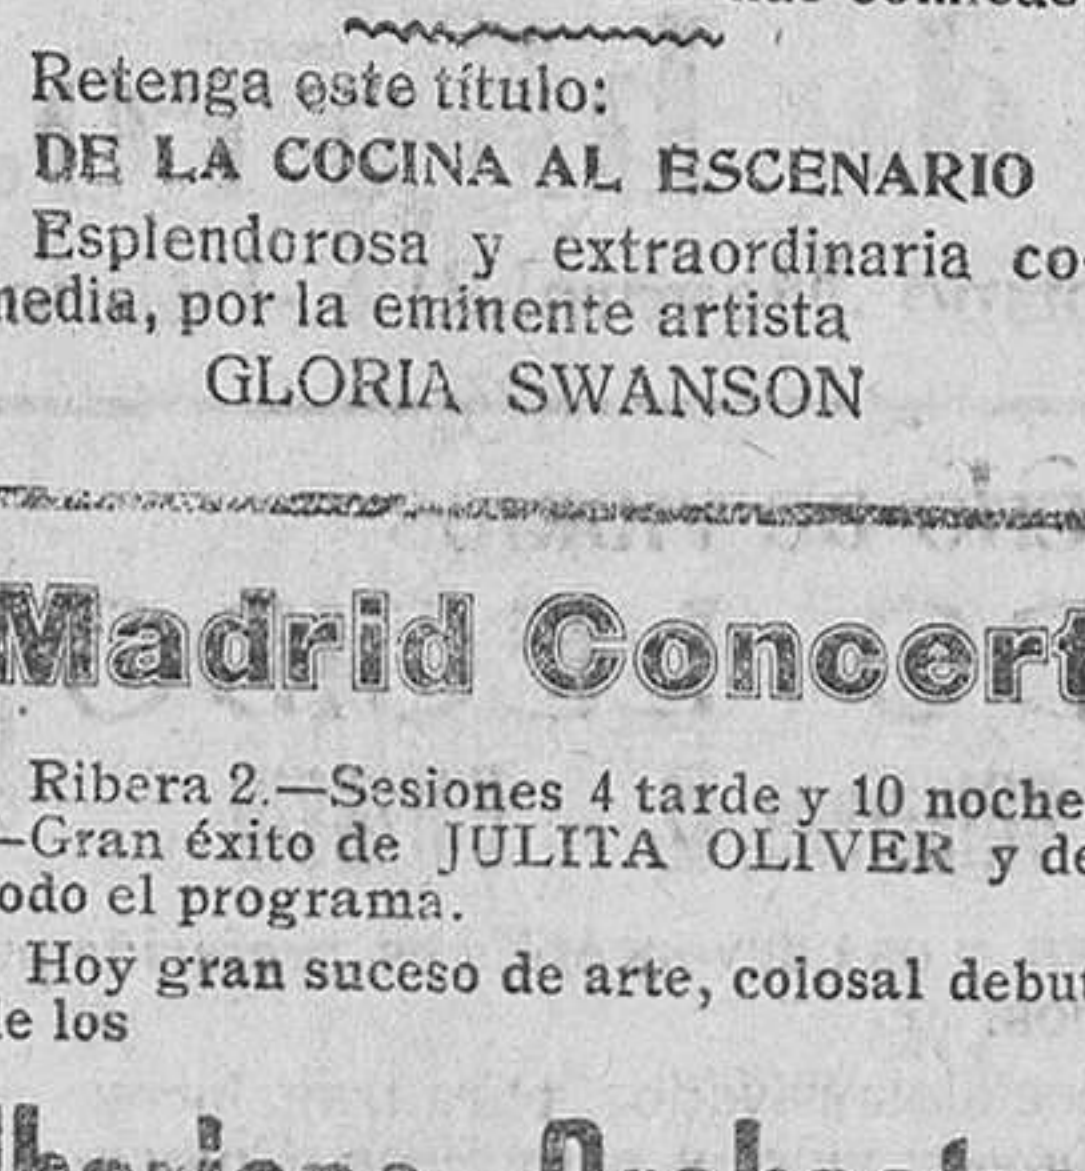 Retenga este título:
DE LA COCINA AL ESCENARIO
Esplendorosa y extraordinaria co-
media, por la eminente artista
GLORIA SWANSON
Madrid Concert
Ribera 2.—Sesiones 4 tarde y 10 noche
—Gran éxito de JULITA OLIVER y de
odo el programa.
Hoy gran suceso de arte, colosal debut
de los